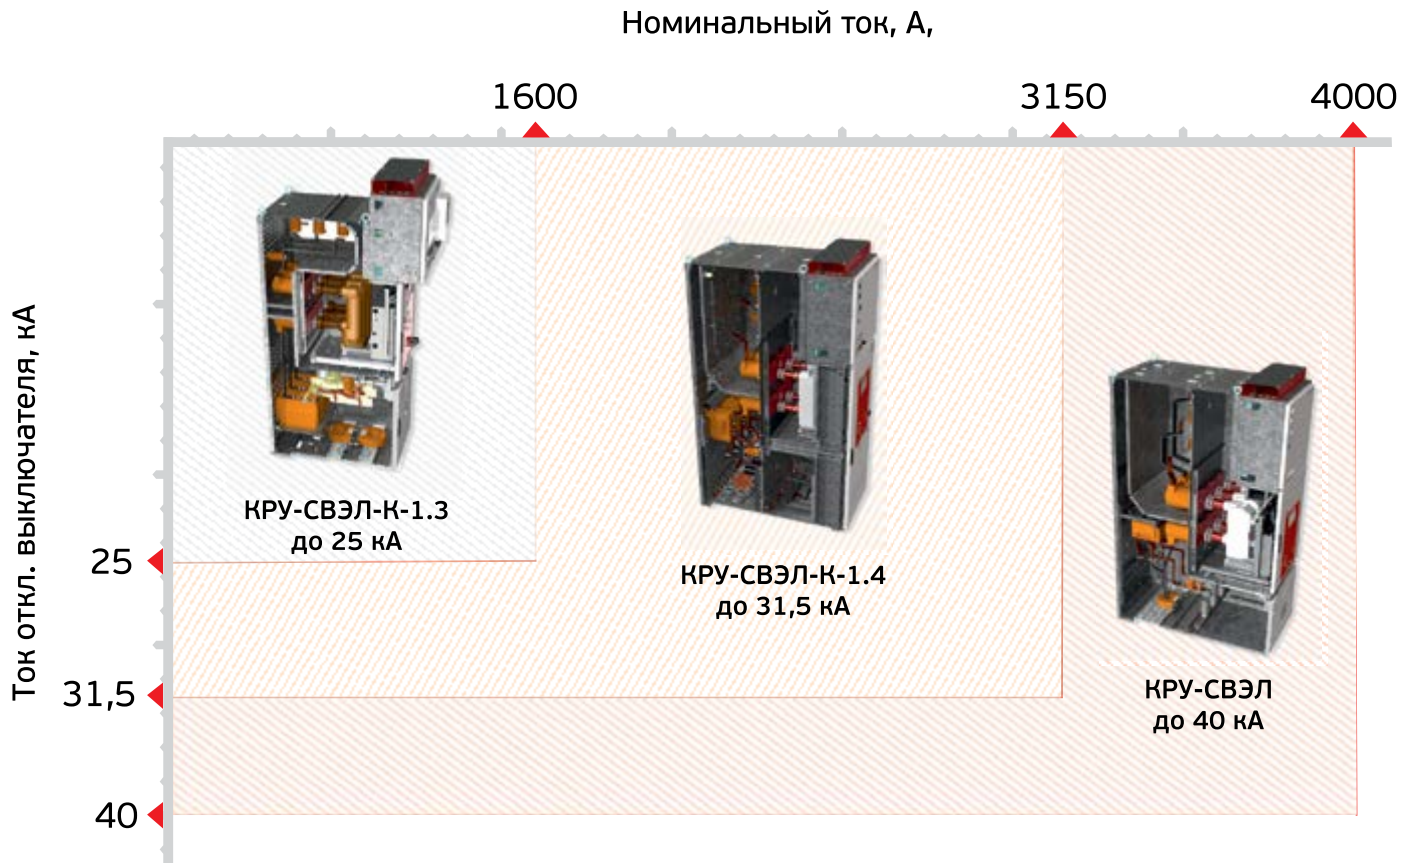 Номинальный ток, А,
1600
3150
4000
Ток откл. выключателя, кА
КРУ-СВЭЛ-К-1.3
до 25 кА
25
КРУ-СВЭЛ-К-1.4
до 31,5 кА
31,5
КРУ-СВЭЛ
до 40 кА
40